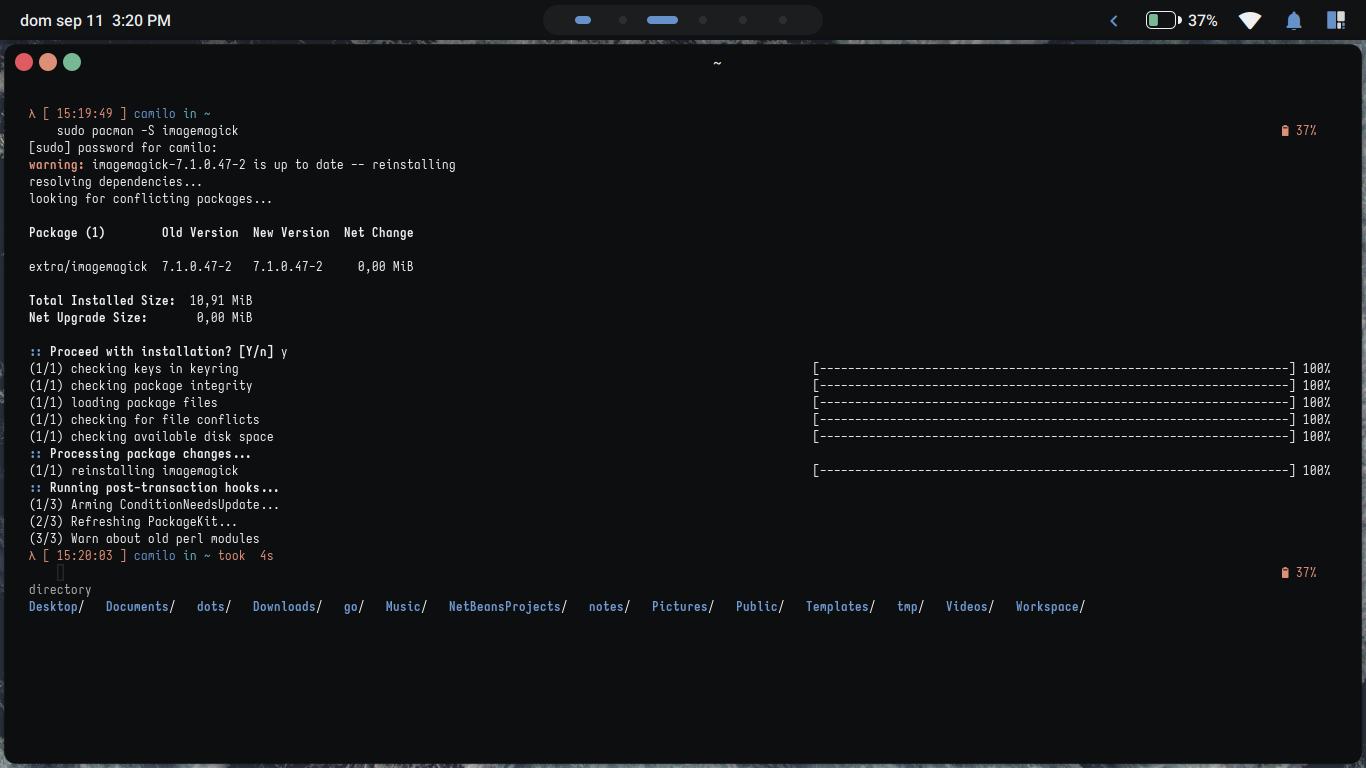 dom sep 11 3:20 PM 37%
~
λ [ 15:19:49 ] camilo in ~
sudo pacman -S imagemagick 37%
[sudo] password for camilo:
warning: imagemagick-7.1.0.47-2 is up to date -- reinstalling
resolving dependencies...
looking for conflicting packages...
Package (1) Old Version New Version Net Change
extra/imagemagick 7.1.0.47-2 7.1.0.47-2 0,00 MiB
Total Installed Size: 10,91 MiB
Net Upgrade Size: 0,00 MiB
:: Proceed with installation? [Y/n] y
(1/1) checking keys in keyring [-------------------------------------------------------------------] 100%
(1/1) checking package integrity [-------------------------------------------------------------------] 100%
(1/1) loading package files [-------------------------------------------------------------------] 100%
(1/1) checking for file conflicts [-------------------------------------------------------------------] 100%
(1/1) checking available disk space [-------------------------------------------------------------------] 100%
:: Processing package changes...
(1/1) reinstalling imagemagick [-------------------------------------------------------------------] 100%
:: Running post-transaction hooks...
(1/3) Arming ConditionNeedsUpdate...
(2/3) Refreshing PackageKit...
(3/3) Warn about old perl modules
λ [ 15:20:03 ] camilo in ~ took 4s
37%
directory
Desktop/ Documents/ dots/ Downloads/ go/ Music/ NetBeansProjects/ notes/ Pictures/ Public/ Templates/ tmp/ Videos/ Workspace/